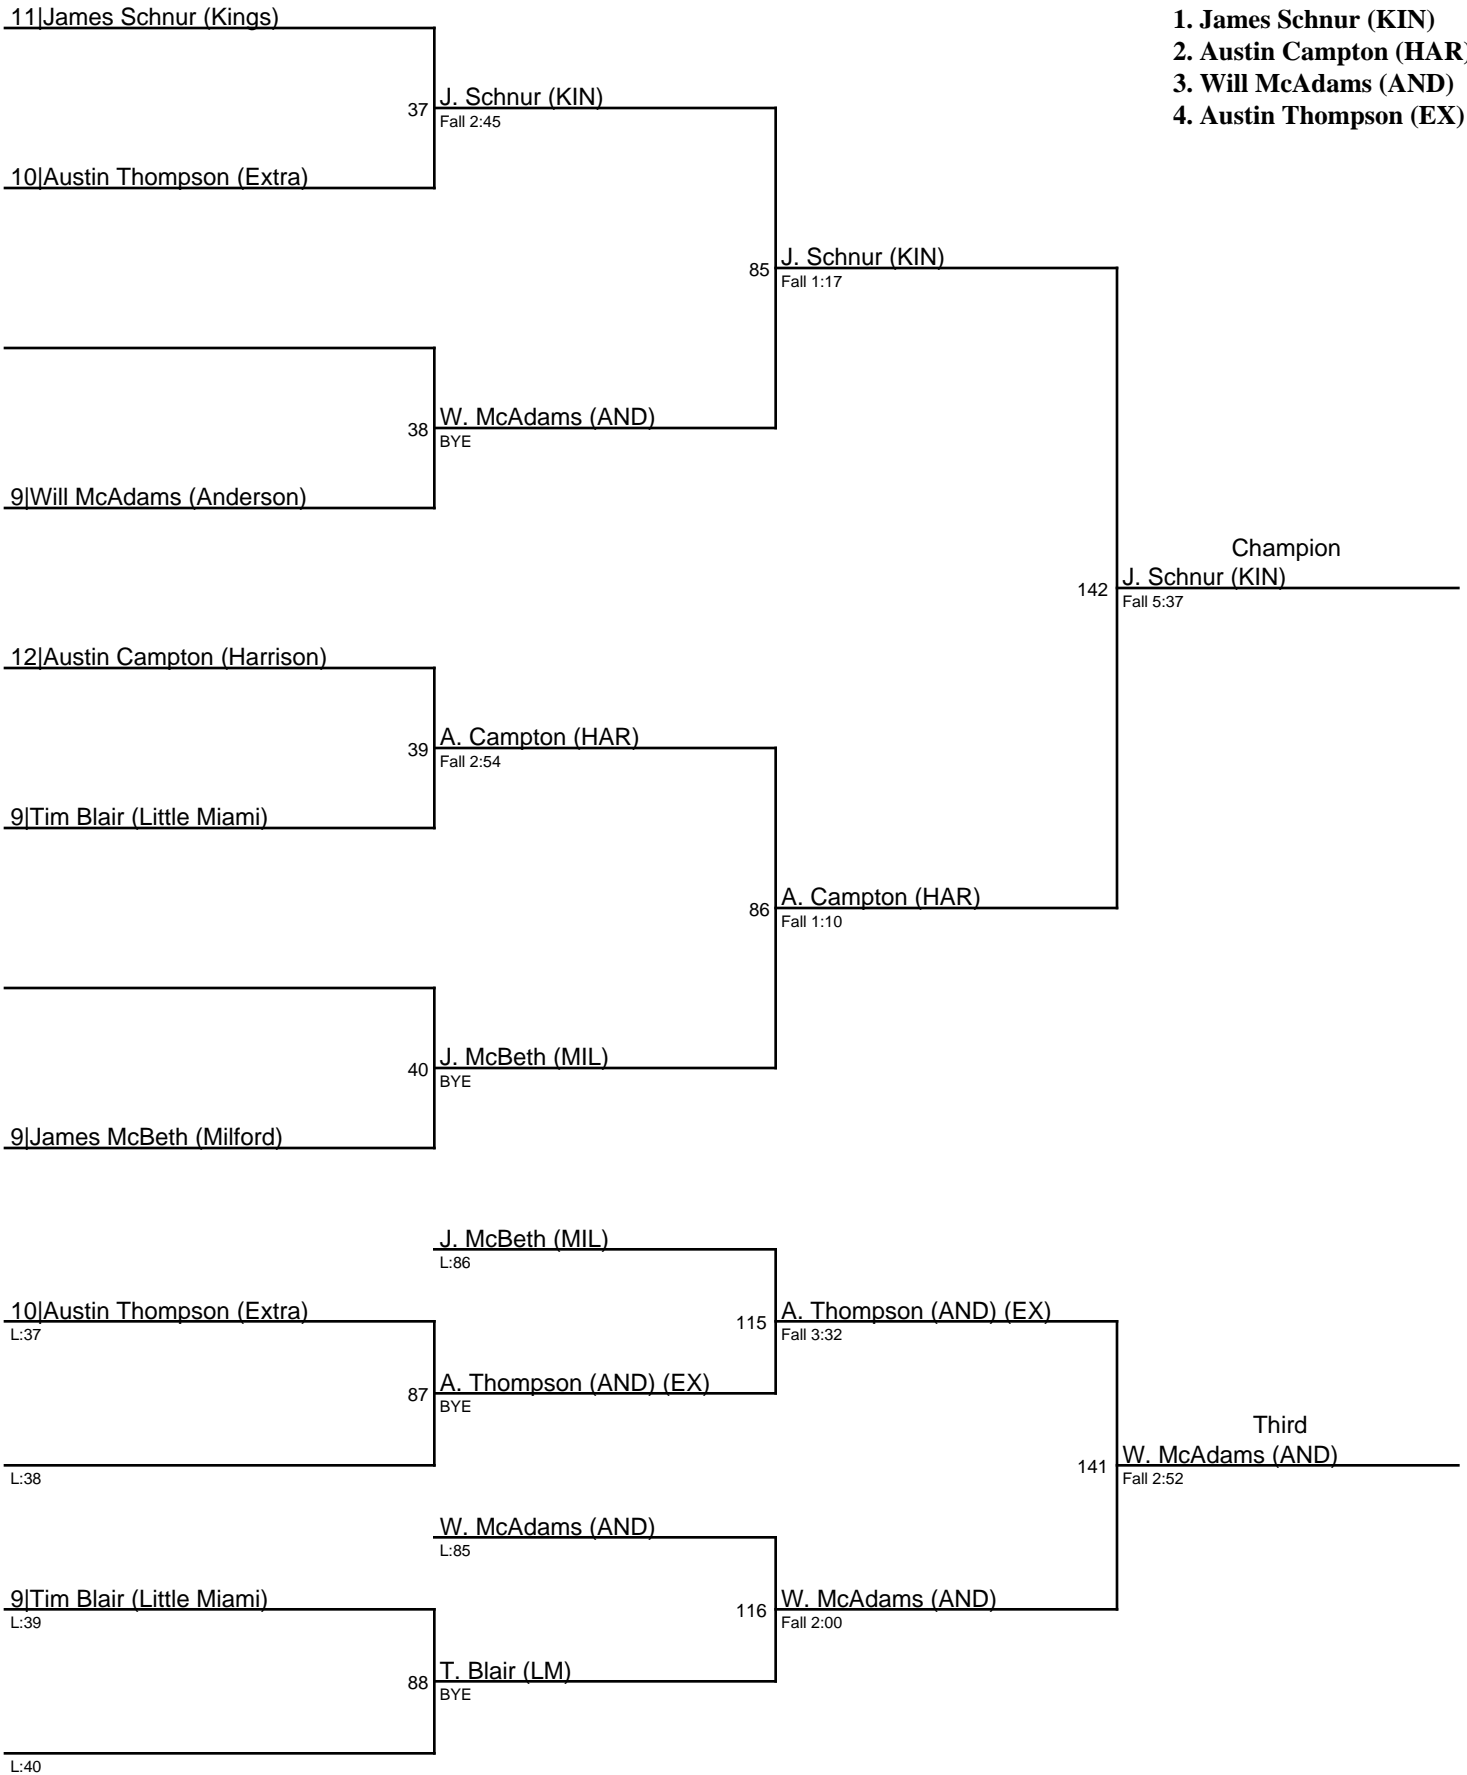 11|James Schnur (Kings)
1. James Schnur (KIN)
2. Austin Campton (HAR)
3. Will McAdams (AND)
4. Austin Thompson (EX)
37
J. Schnur (KIN)
Fall 2:45
10|Austin Thompson (Extra)
85
J. Schnur (KIN)
Fall 1:17
38
W. McAdams (AND)
BYE
9|Will McAdams (Anderson)
Champion
142
J. Schnur (KIN)
Fall 5:37
12|Austin Campton (Harrison)
39
A. Campton (HAR)
Fall 2:54
9|Tim Blair (Little Miami)
86
A. Campton (HAR)
Fall 1:10
40
J. McBeth (MIL)
BYE
9|James McBeth (Milford)
J. McBeth (MIL)
L:86
10|Austin Thompson (Extra)
L:37
115
A. Thompson (AND) (EX)
Fall 3:32
87
A. Thompson (AND) (EX)
BYE
L:38
Third
141
W. McAdams (AND)
Fall 2:52
W. McAdams (AND)
L:85
9|Tim Blair (Little Miami)
L:39
116
W. McAdams (AND)
Fall 2:00
88
T. Blair (LM)
BYE
L:40